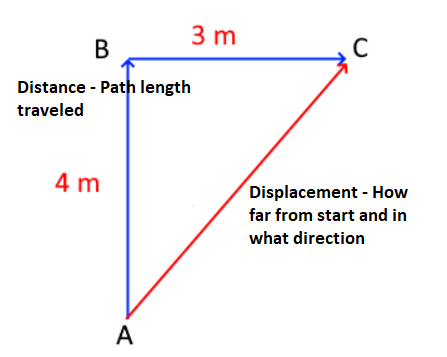 3 m
B
C
Distance - Path length
traveled
4 m
Displacement - How
far from start and in
what direction
A